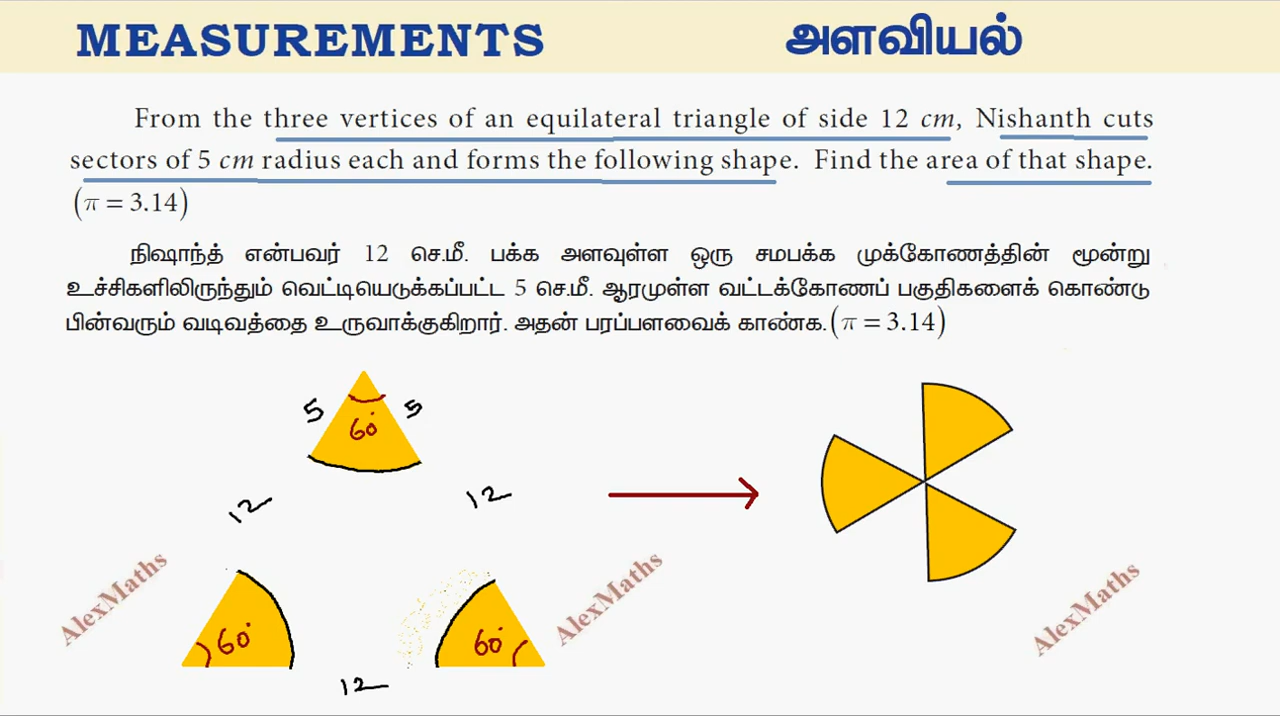 MEASUREMENTS அளவியல்
From the three vertices of an equilateral triangle of side 12 cm, Nishanth cuts
sectors of 5 cm radius each and forms the following shape. Find the area of that shape.
(π = 3.14)
நிஷாந்த் என்பவர் 12 செ.மீ. பக்க அளவுள்ள ஒரு சமபக்க முக்கோணத்தின் மூன்று
உச்சிகளிலிருந்தும் வெட்டியெடுக்கப்பட்ட 5 செ.மீ. ஆரமுள்ள வட்டக்கோணப் பகுதிகளைக் கொண்டு
பின்வரும் வடிவத்தை உருவாக்குகிறார். அதன் பரப்பளவைக் காண்க. (π = 3.14)
5 5
60°
12 12
AlexMaths AlexMaths AlexMaths
60° 60°
12